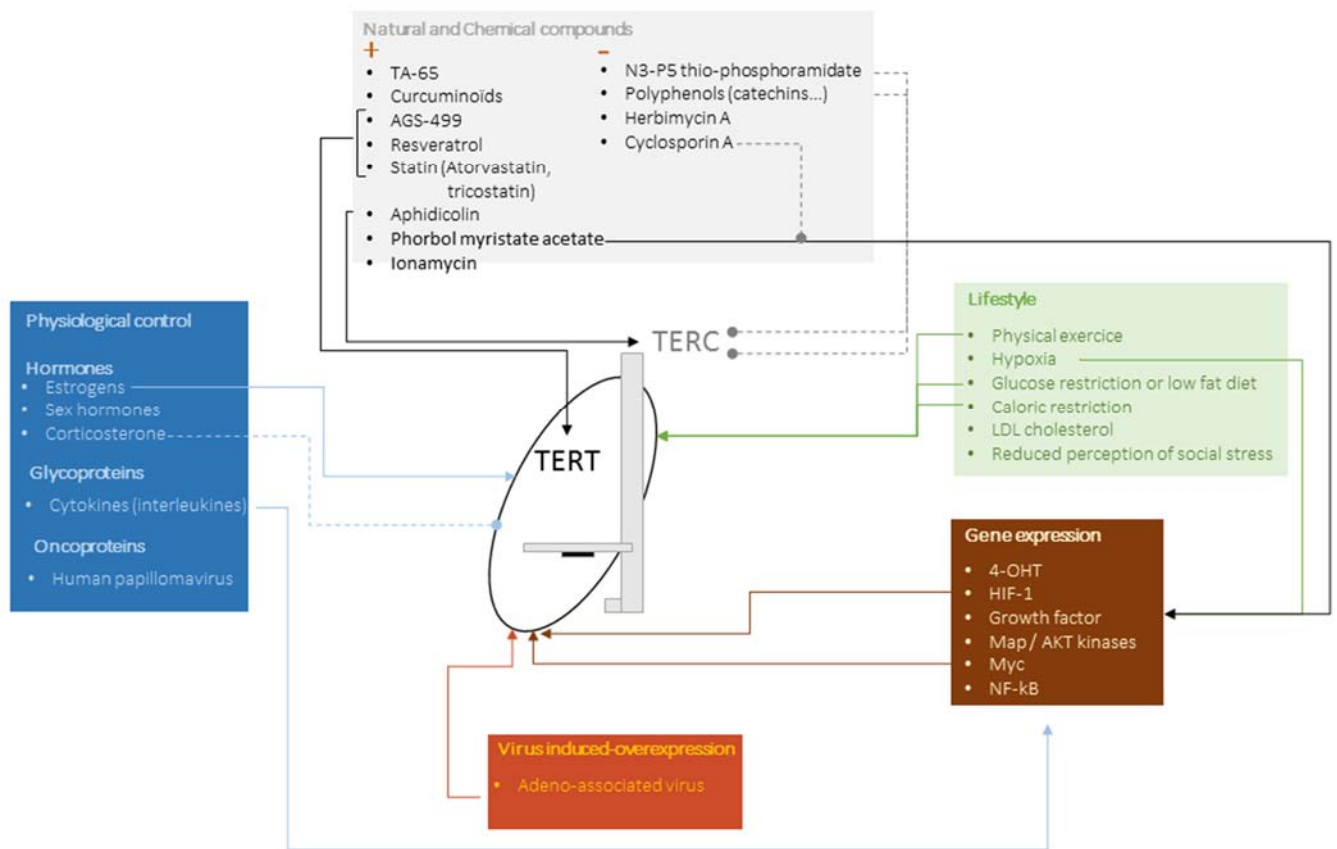 Natural and Chemical compounds
+
• TA-65
• Curcuminoïds
• AGS-499
• Resveratrol
• Statin (Atorvastatin,
tricostatin)
• Aphidicolin
• Phorbol myristate acetate
• Ionamycin
–
• N3-P5 thio-phosphoramidate
• Polyphenols (catechins...)
• Herbimycin A
• Cyclosporin A
Physiological control
Hormones
• Estrogens
• Sex hormones
• Corticosterone
Glycoproteins
• Cytokines (interleukines)
Oncoproteins
• Human papillomavirus
TERC
TERT
Lifestyle
• Physical exercice
• Hypoxia
• Glucose restriction or low fat diet
• Caloric restriction
• LDL cholesterol
• Reduced perception of social stress
Gene expression
• 4-OHT
• HIF-1
• Growth factor
• Map / AKT kinases
• Myc
• NF-kB
Virus induced-overexpression
• Adeno-associated virus